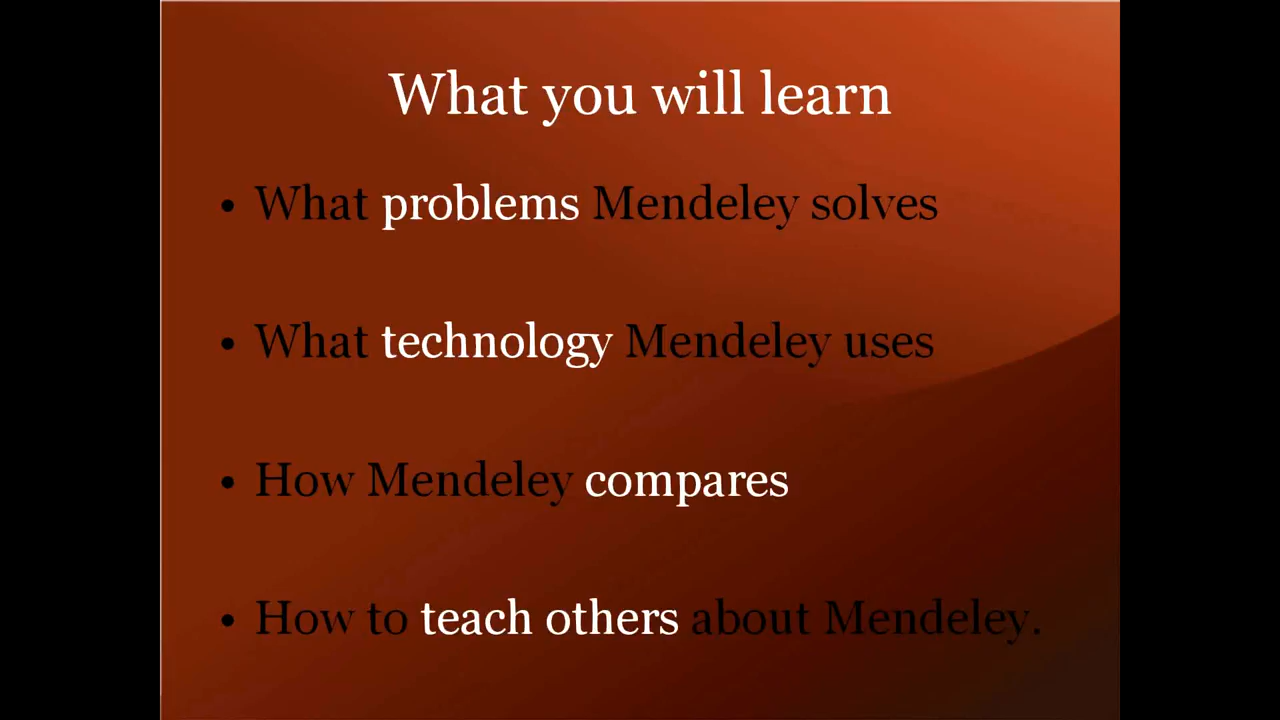 What you will learn
• What problems Mendeley solves
• What technology Mendeley uses
• How Mendeley compares
• How to teach others about Mendeley.